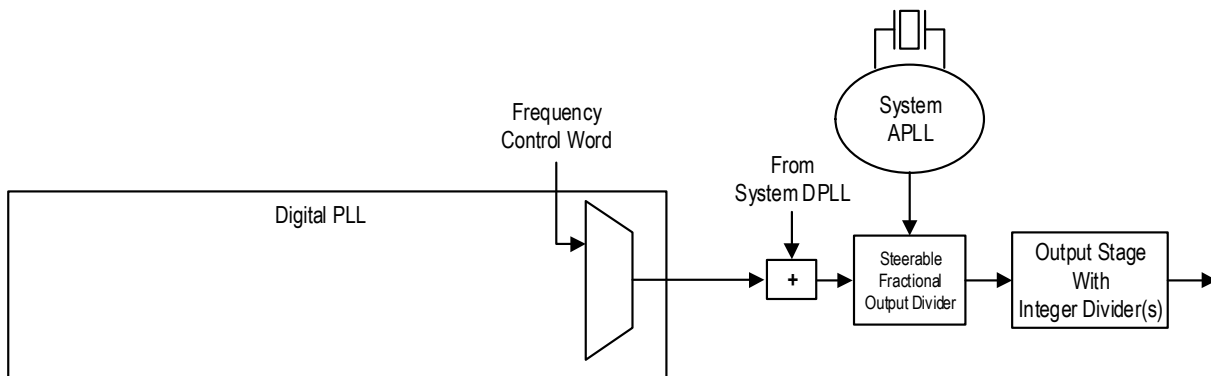 System
APLL
Frequency
Control Word
From
System DPLL
Digital PLL
+
Steerable
Fractional
Output Divider
Output Stage
With
Integer Divider(s)